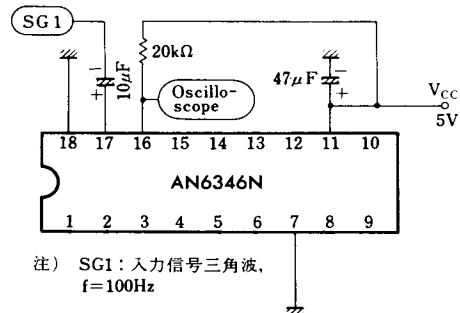 SG1
20kΩ
10μF
Oscillo-
scope
47μF
VCC
5V
− + − +
18 17 16 15 14 13 12 11 10
AN6346N
1 2 3 4 5 6 7 8 9
注) SG1:入力信号三角波,
f=100Hz